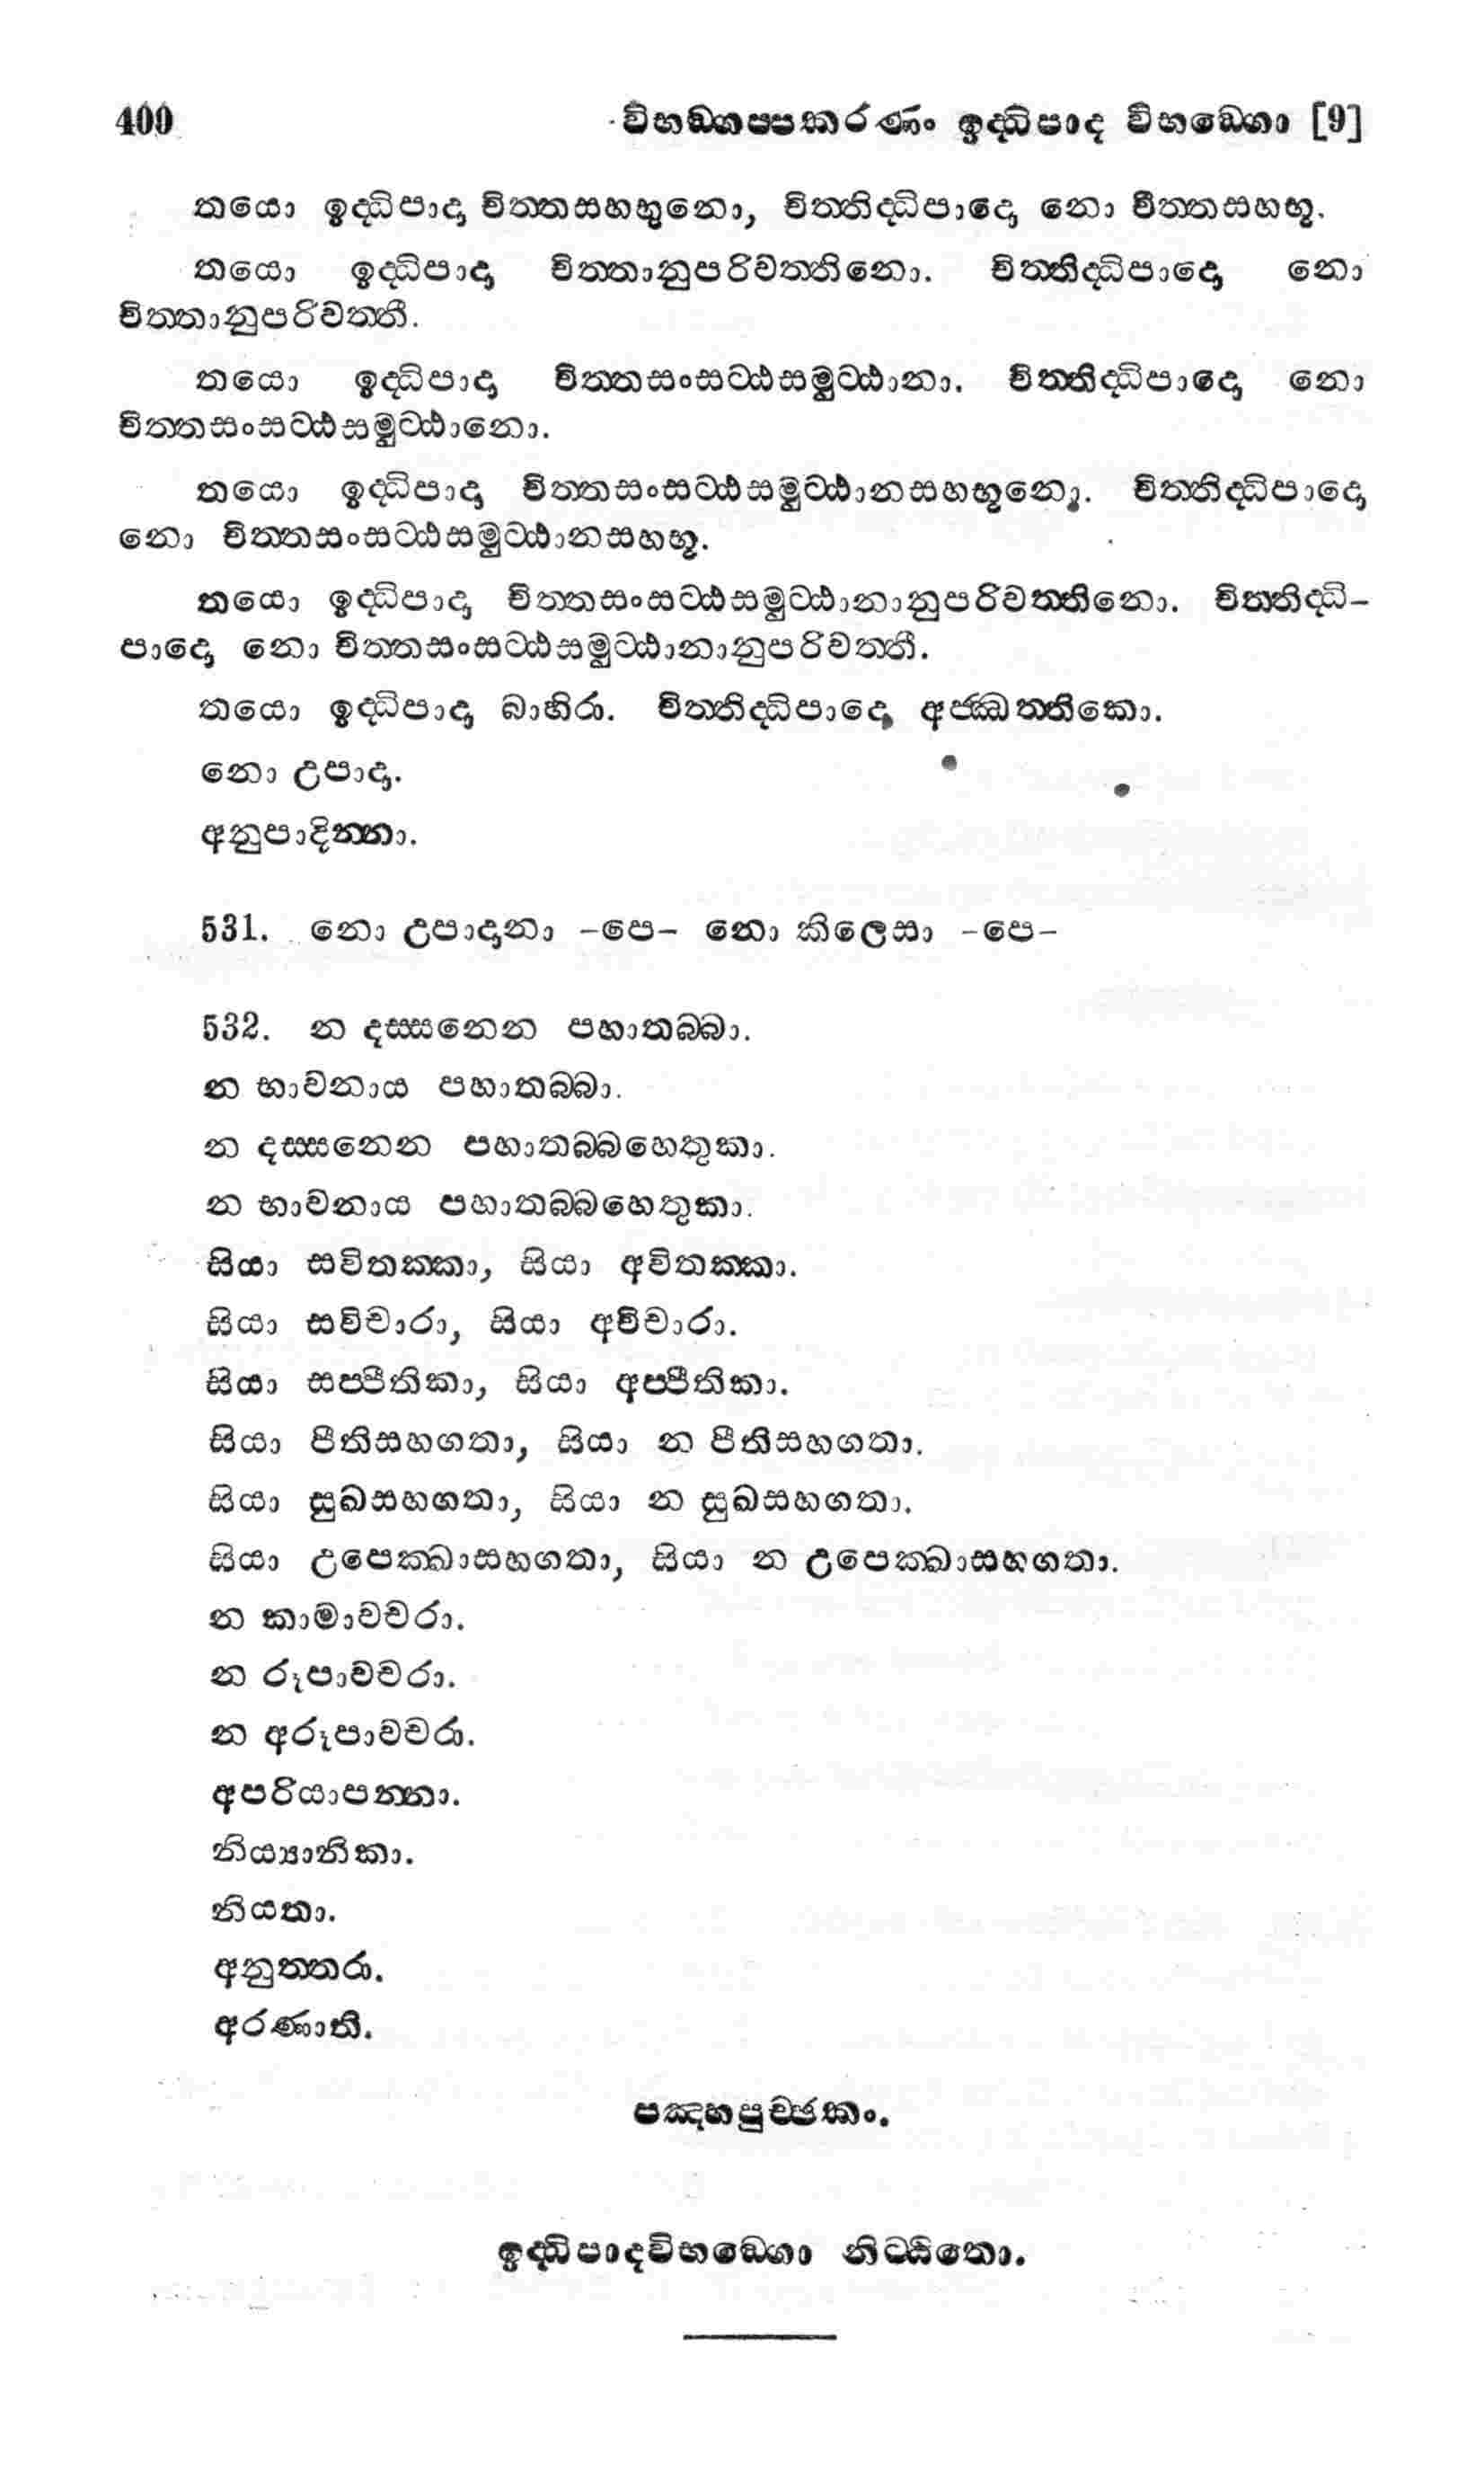 400 විභඞ්ගප්පකරණං ඉද්ධිපාද විභඞ්ගො [9]
තයො ඉද්ධිපාදා චිත්තසහභුනො, චිත්තිද්ධිපාදො නො චිත්තසහභූ.
තයො ඉද්ධිපාදා චිත්තානුපරිවත්තිනො. චිත්තිද්ධිපාදො නො
චිත්තානුපරිවත්තී.
තයො ඉද්ධිපාදා චිත්තසංසට්ඨසමුට්ඨානා. චිත්තිද්ධිපාදො නො
චිත්තසංසට්ඨසමුට්ඨානො.
තයො ඉද්ධිපාදා චිත්තසංසට්ඨසමුට්ඨානසහභූනො. චිත්තිද්ධිපාදො
නො චිත්තසංසට්ඨසමුට්ඨානසහභූ.
තයො ඉද්ධිපාදා චිත්තසංසට්ඨසමුට්ඨානානුපරිවත්තිනො. චිත්තිද්ධි-
පාදො නො චිත්තසංසට්ඨසමුට්ඨානානුපරිවත්තී.
තයො ඉද්ධිපාදා බාහිරා. චිත්තිද්ධිපාදො අජ්ඣත්තිකො.
නො උපාදා.
අනුපාදින්නා.
531. නො උපාදානා -පෙ- නො කිලෙසා -පෙ-
532. න දස්සනෙන පහාතබ්බා.
න භාවනාය පහාතබ්බා.
න දස්සනෙන පහාතබ්බහෙතුකා.
න භාවනාය පහාතබ්බහෙතුකා.
සියා සවිතක්කා, සියා අවිතක්කා.
සියා සවිචාරා, සියා අවිචාරා.
සියා සප්පීතිකා, සියා අප්පීතිකා.
සියා පීතිසහගතා, සියා න පීතිසහගතා.
සියා සුඛසහගතා, සියා න සුඛසහගතා.
සියා උපෙක්ඛාසහගතා, සියා න උපෙක්ඛාසහගතා.
න කාමාවචරා.
න රූපාවචරා.
න අරූපාවචරා.
අපරියාපන්නා.
නිය්‍යානිකා.
නියතා.
අනුත්තරා.
අරණාති.
පඤ්හපුච්ඡකං.
ඉද්ධිපාදවිභඞ්ගො නිට්ඨිතො.